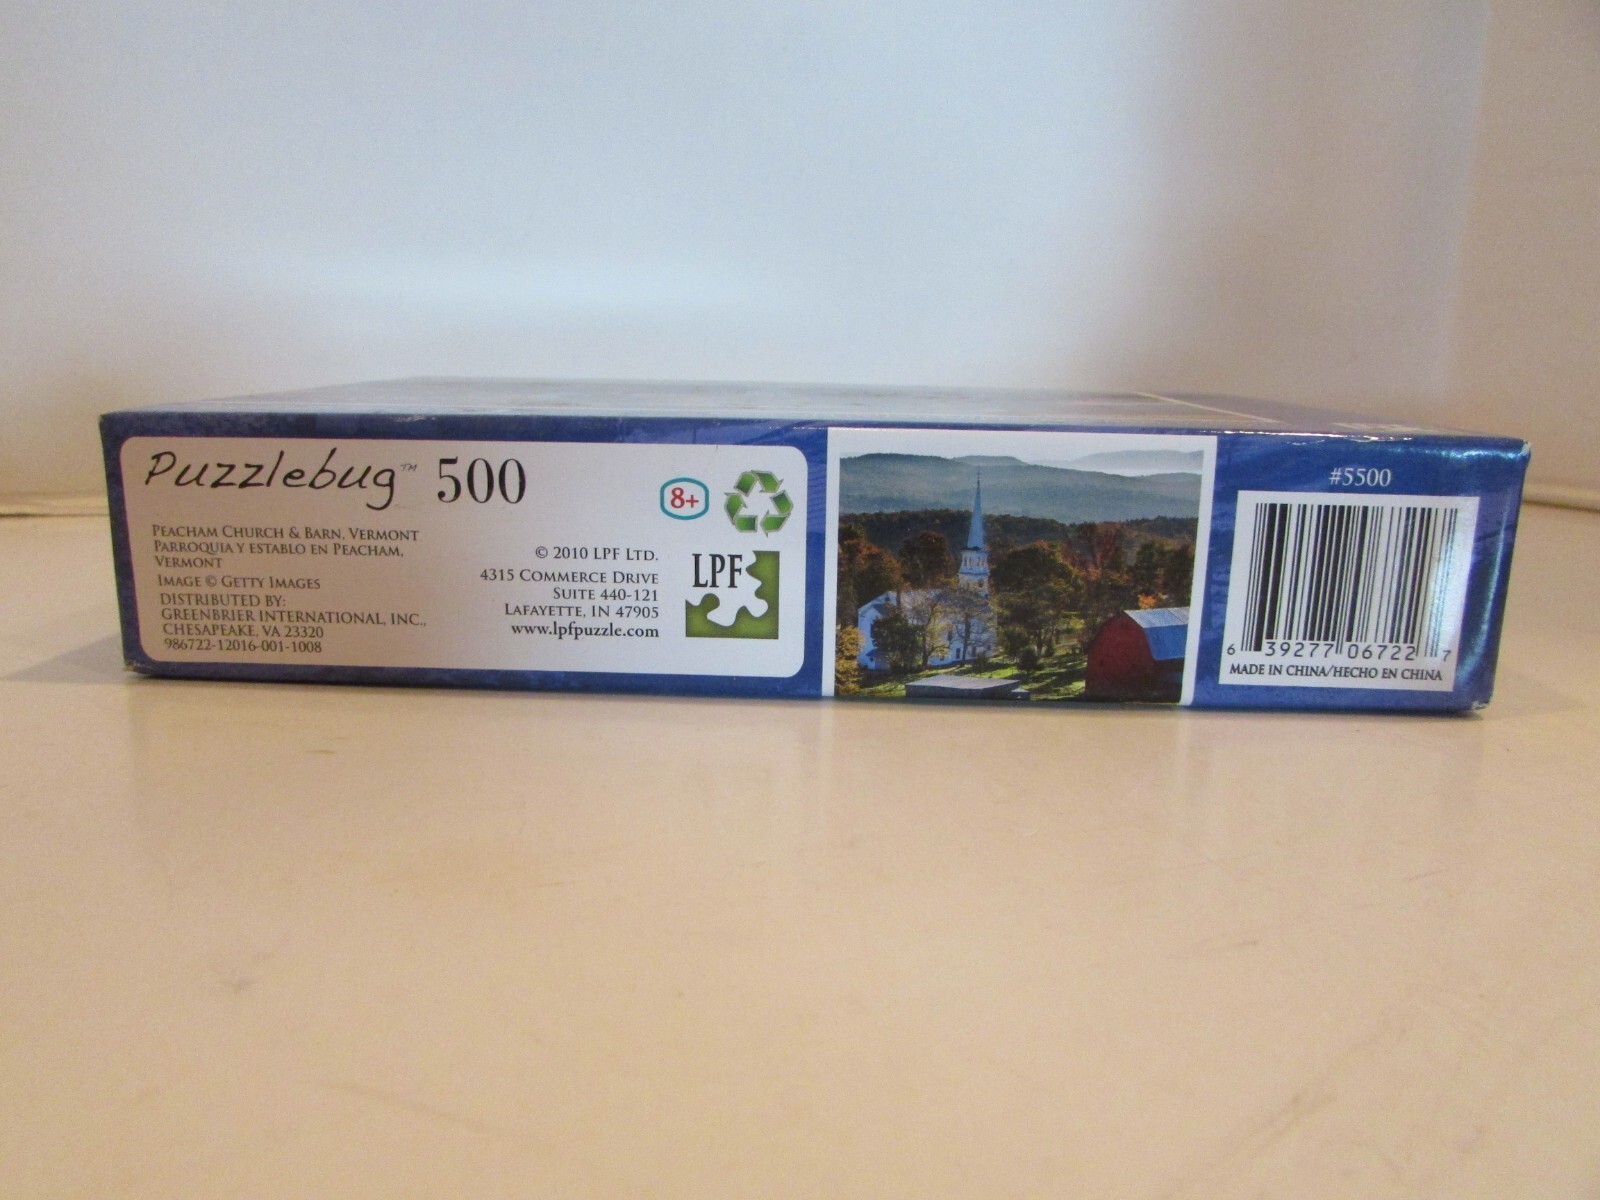 Puzzlebug™ 500
PEACHAM CHURCH & BARN, VERMONT
PARROQUIA Y ESTABLO EN PEACHAM,
VERMONT
IMAGE © GETTY IMAGES
DISTRIBUTED BY:
GREENBRIER INTERNATIONAL, INC.,
CHESAPEAKE, VA 23320
986722-12016-001-1008
8+
© 2010 LPF LTD.
4315 COMMERCE DRIVE
SUITE 440-121
LAFAYETTE, IN 47905
www.lpfpuzzle.com
LPF
#5500
6 39277 06722 7
MADE IN CHINA/HECHO EN CHINA